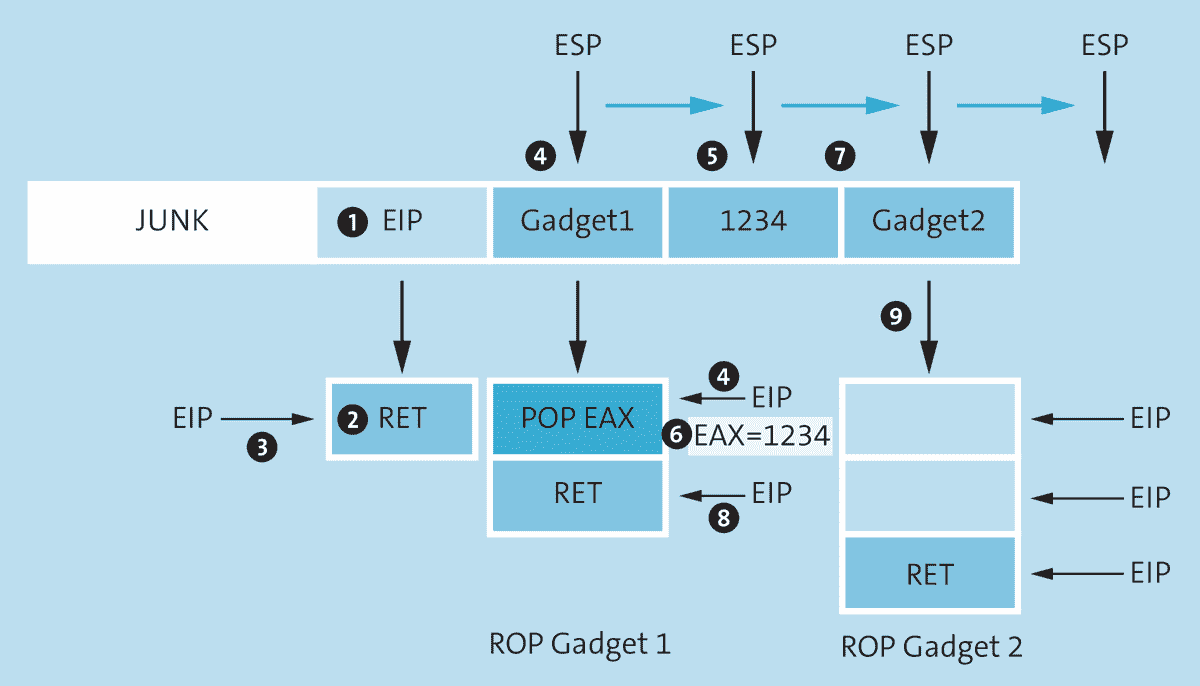 ESP ESP ESP ESP
4 5 7
JUNK 1 EIP Gadget1 1234 Gadget2
9
4 EIP
EIP 2 RET POP EAX EIP
3 6 EAX=1234
RET EIP EIP
8
RET EIP
ROP Gadget 1 ROP Gadget 2